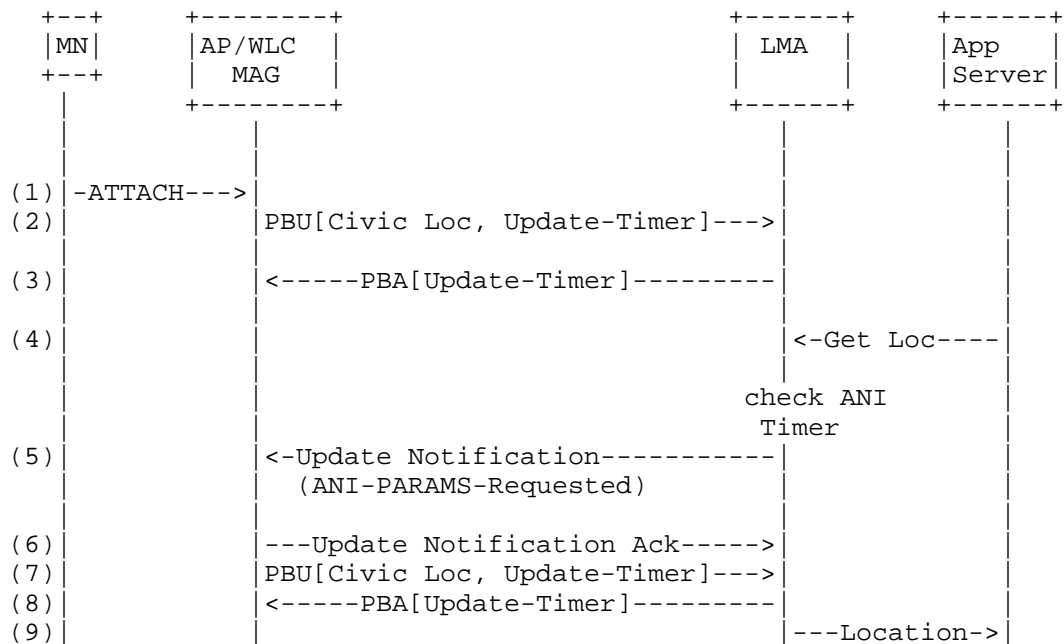 +--+ +--------+ +------+ +------+
|MN| |AP/WLC | | LMA | |App |
+--+ | MAG | | | |Server|
| +--------+ +------+ +------+
| | | |
| | | |
| | | |
(1)|-ATTACH--->| | |
(2)| |PBU[Civic Loc, Update-Timer]--->| |
| | | |
(3)| |<-----PBA[Update-Timer]---------| |
| | | |
(4)| | |<-Get Loc----|
| | | |
| | check ANI |
| | Timer |
(5)| |<-Update Notification-----------| |
| | (ANI-PARAMS-Requested) | |
| | | |
(6)| |---Update Notification Ack----->| |
(7)| |PBU[Civic Loc, Update-Timer]--->| |
(8)| |<-----PBA[Update-Timer]---------| |
(9)| | |---Location->|